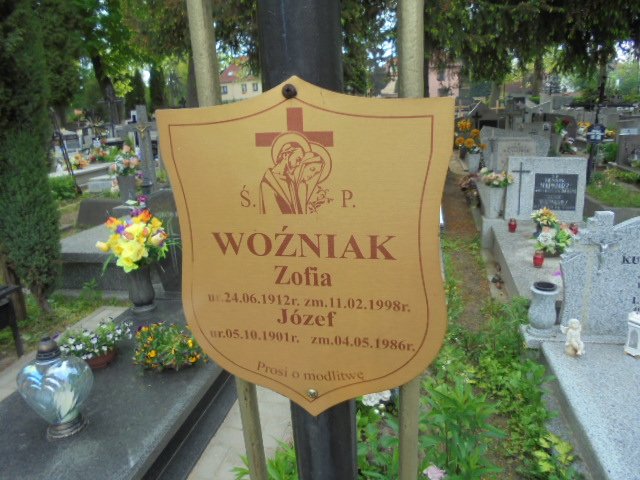 Ś. P.
WOŹNIAK
Zofia
ur.24.06.1912r. zm.11.02.1998r.
Józef
ur.05.10.1901r. zm.04.05.1986r.
Prosi o modlitwę